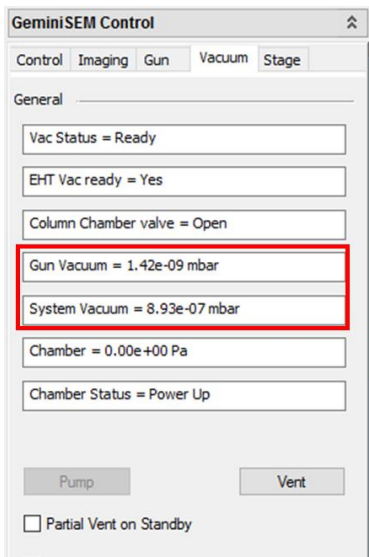 GeminiSEM Control
Control Imaging Gun Vacuum Stage
General
Vac Status = Ready
EHT Vac ready = Yes
Column Chamber valve = Open
Gun Vacuum = 1.42e-09 mbar
System Vacuum = 8.93e-07 mbar
Chamber = 0.00e+00 Pa
Chamber Status = Power Up
Pump Vent
Partial Vent on Standby